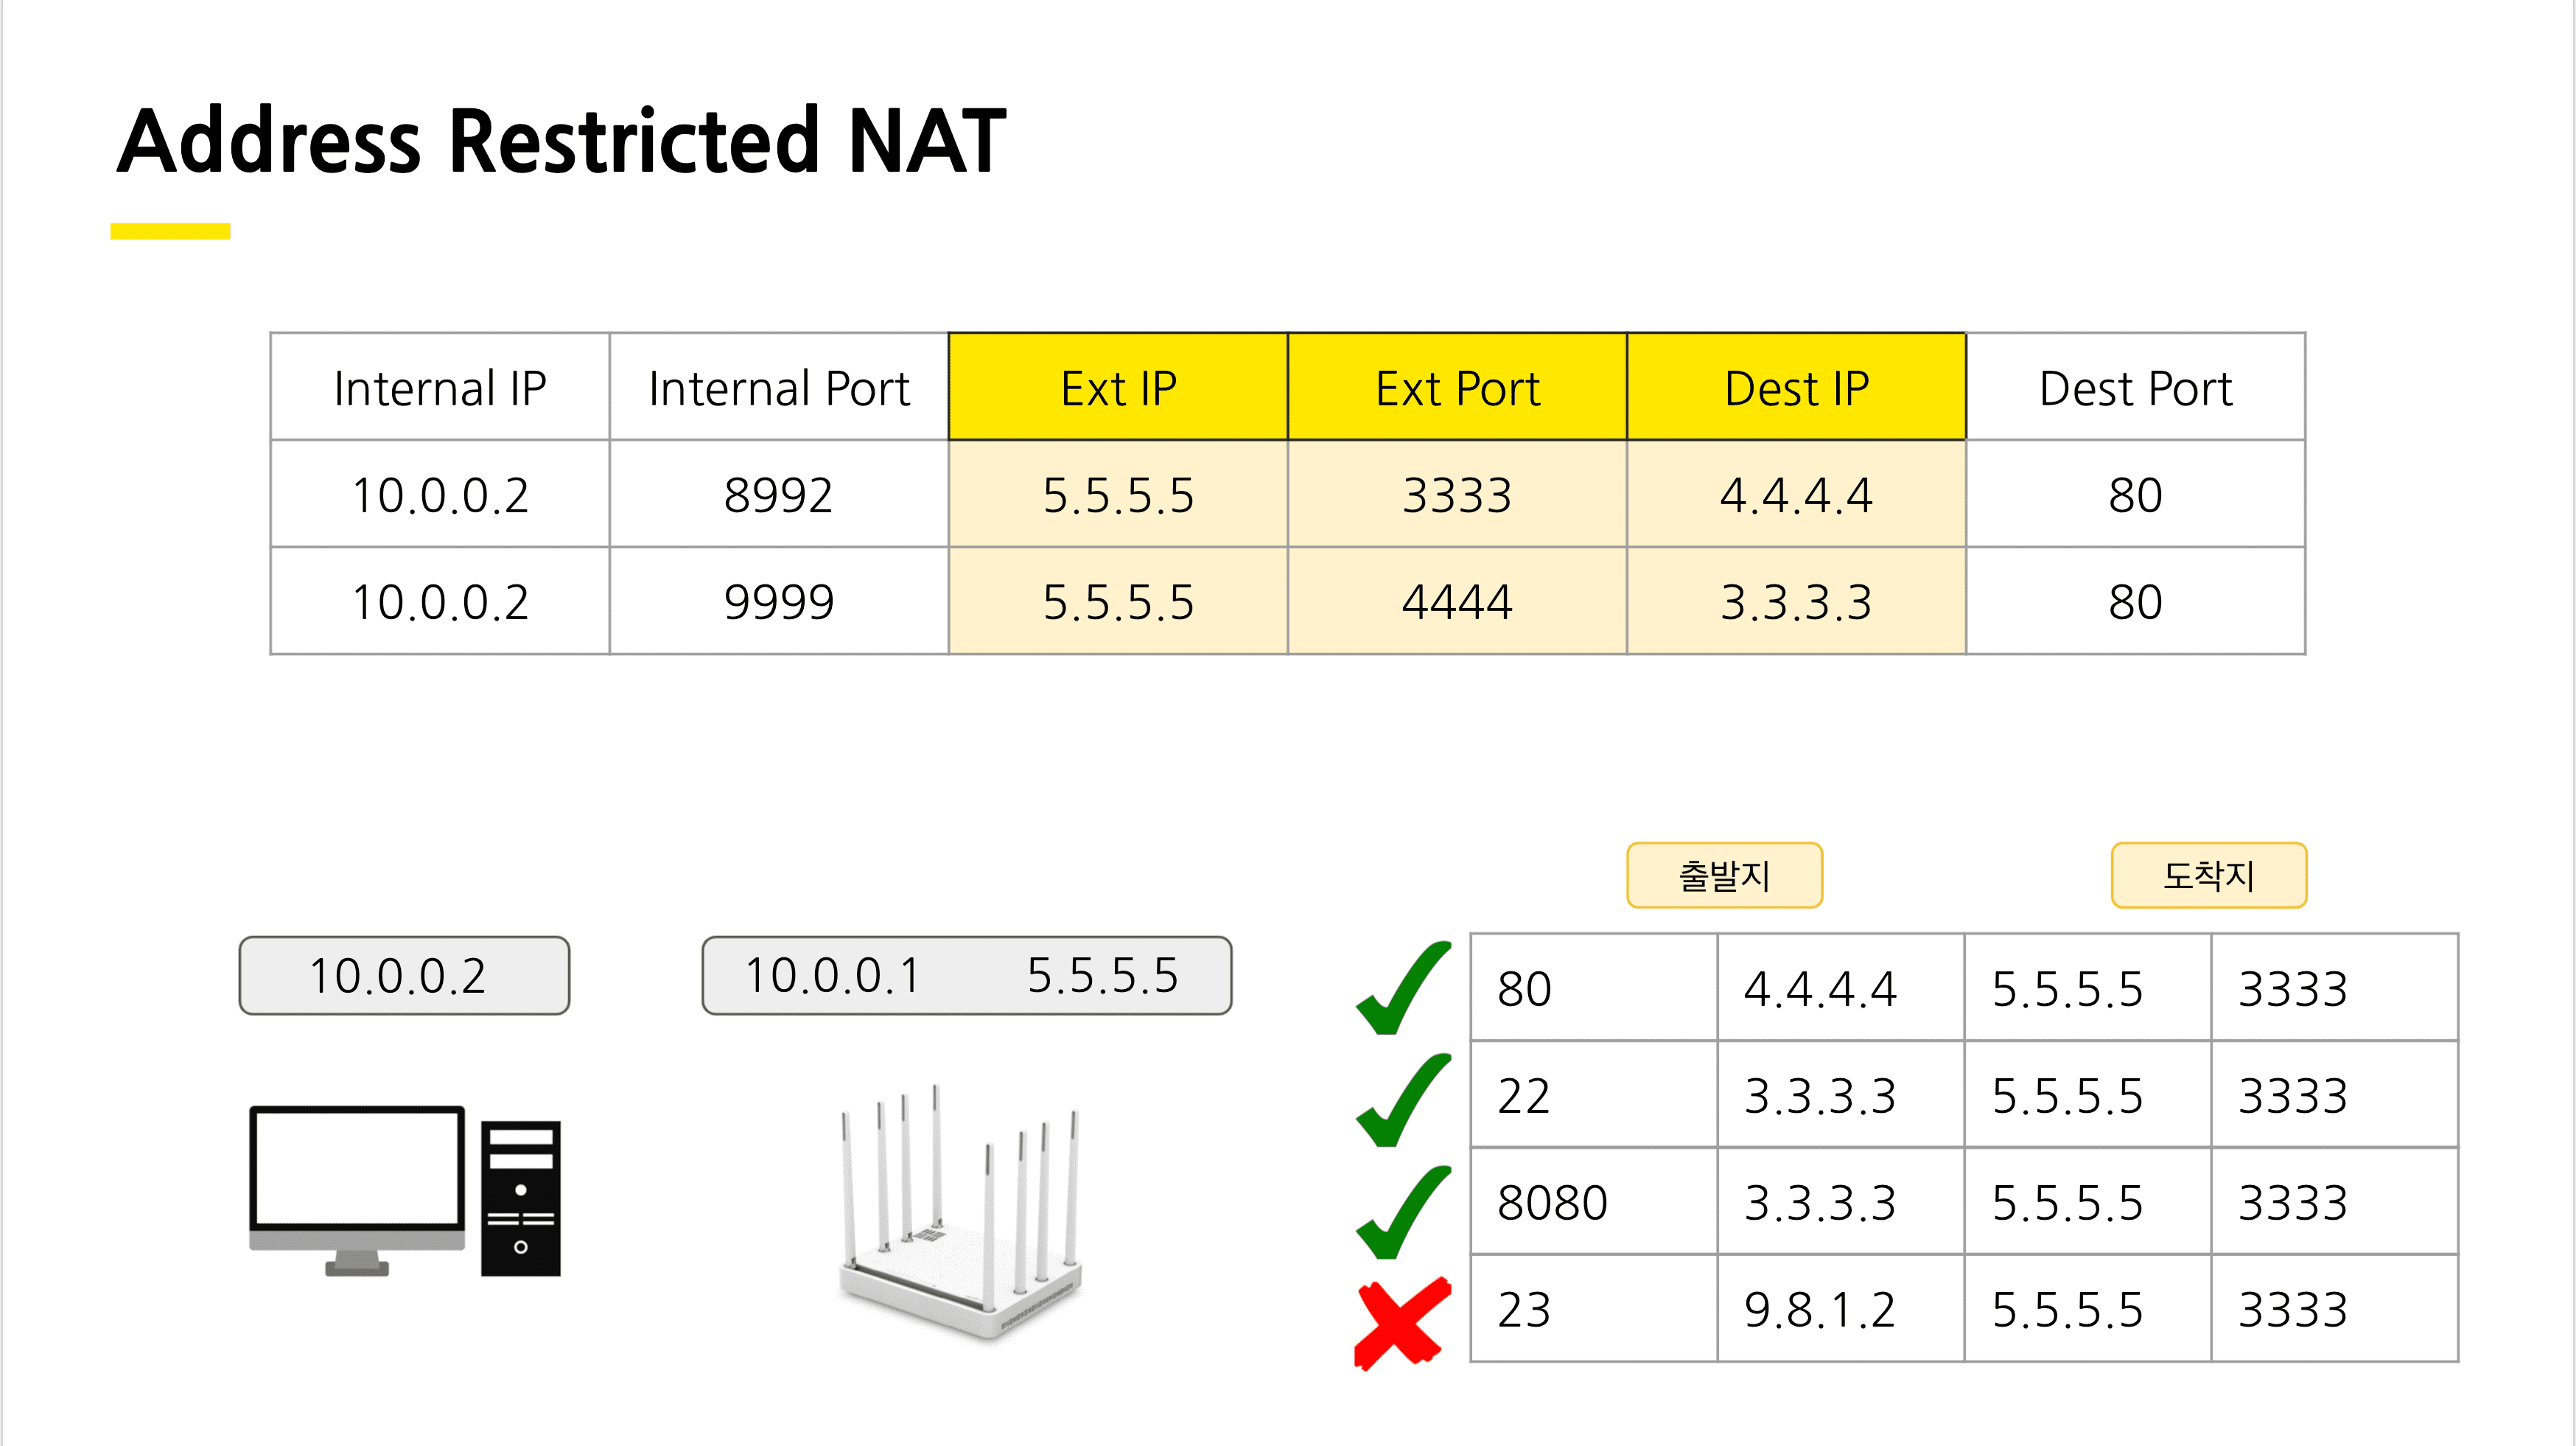 Address Restricted NAT
Internal IP Internal Port Ext IP Ext Port Dest IP Dest Port
10.0.0.2 8992 5.5.5.5 3333 4.4.4.4 80
10.0.0.2 9999 5.5.5.5 4444 3.3.3.3 80
출발지 도착지
10.0.0.2
10.0.0.1 5.5.5.5
80 4.4.4.4 5.5.5.5 3333
22 3.3.3.3 5.5.5.5 3333
8080 3.3.3.3 5.5.5.5 3333
23 9.8.1.2 5.5.5.5 3333